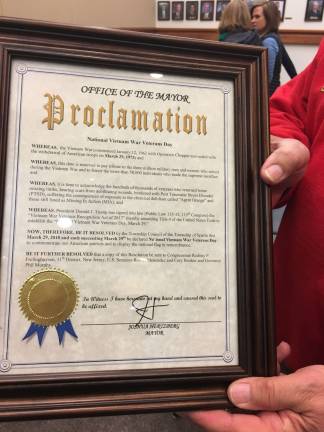 OFFICE OF THE MAYOR
Proclamation
National Vietnam War Veterans Day
WHEREAS, the Vietnam War commenced January 12, 1962 with Operation Chopper and ended with
the withdrawal of American troops on March 29, 1973; and
WHEREAS, this date is reserved to pay tribute to the three million military men and women who served
during the Vietnam War and to honor the more than 58,000 individuals who made the supreme sacrifice;
and
WHEREAS, it is time to acknowledge the hundreds of thousands of veterans who returned home
missing limbs, bearing scars from debilitating wounds, inflicted with Post Traumatic Stress Disorder
(PTSD), suffering the consequences of exposure to the chemical defoliant called "Agent Orange" and
those still listed as Missing In Action (MIA); and
WHEREAS, President Donald J. Trump has signed into law (Public Law 115-15, 115th Congress) the
"Vietnam War Veterans Recognition Act of 2017" thereby amending Title 4 of the United States Code to
establish the Vietnam War Veterans Day, March 29;"
NOW, THEREFORE, BE IT RESOLVED by the Township Council of the Township of Sparta that
March 29, 2018 and each succeeding March 29th be declared National Vietnam War Veterans Day
to commemorate our American patriots and to display the national flag in remembrance.
BE IT FURTHER RESOLVED that a copy of this Resolution be sent to Congressman Rodney P.
Frelinghuysen, 11th District, New Jersey, U.S. Senators Robert Menendez and Cory Booker and Governor
Phil Murphy.
In Witness I have hereunto set my hand and caused this seal to
be affixed.
JOSHUA HERTZBERG
MAYOR